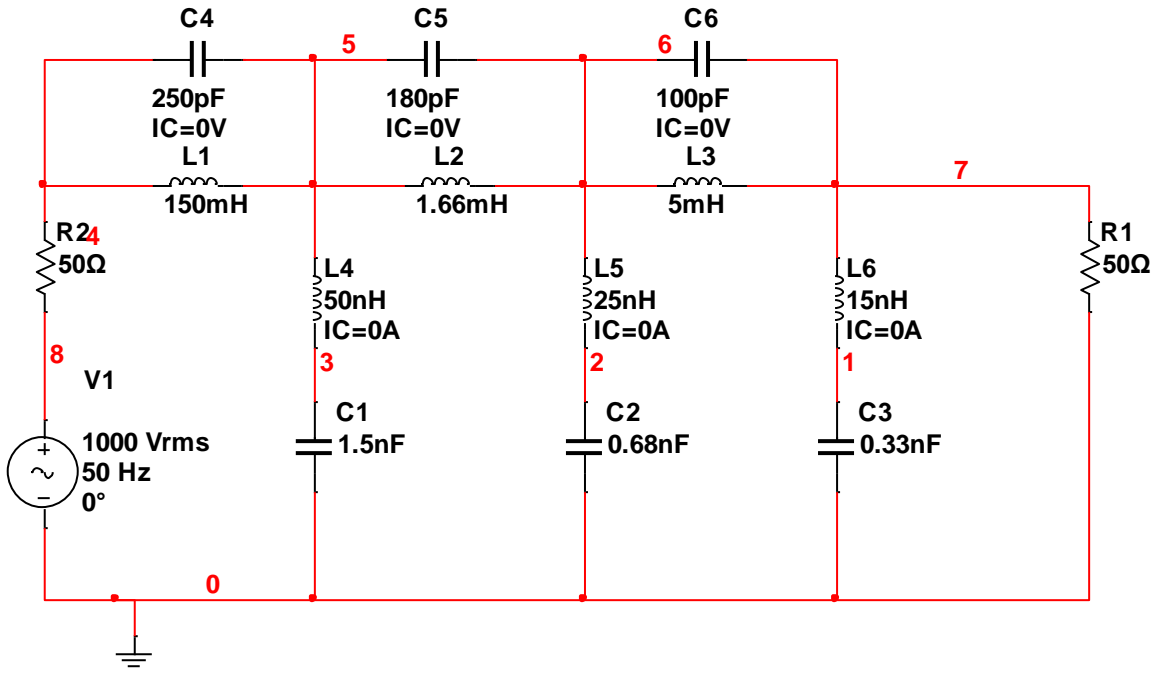 C4
5
C5
6
C6
250pF
IC=0V
180pF
IC=0V
100pF
IC=0V
L1
150mH
L2
1.66mH
L3
5mH
7
R2
4
50Ω
L4
50nH
IC=0A
L5
25nH
IC=0A
L6
15nH
IC=0A
R1
50Ω
8
3
2
1
V1
1000 Vrms
50 Hz
0°
C1
1.5nF
C2
0.68nF
C3
0.33nF
0